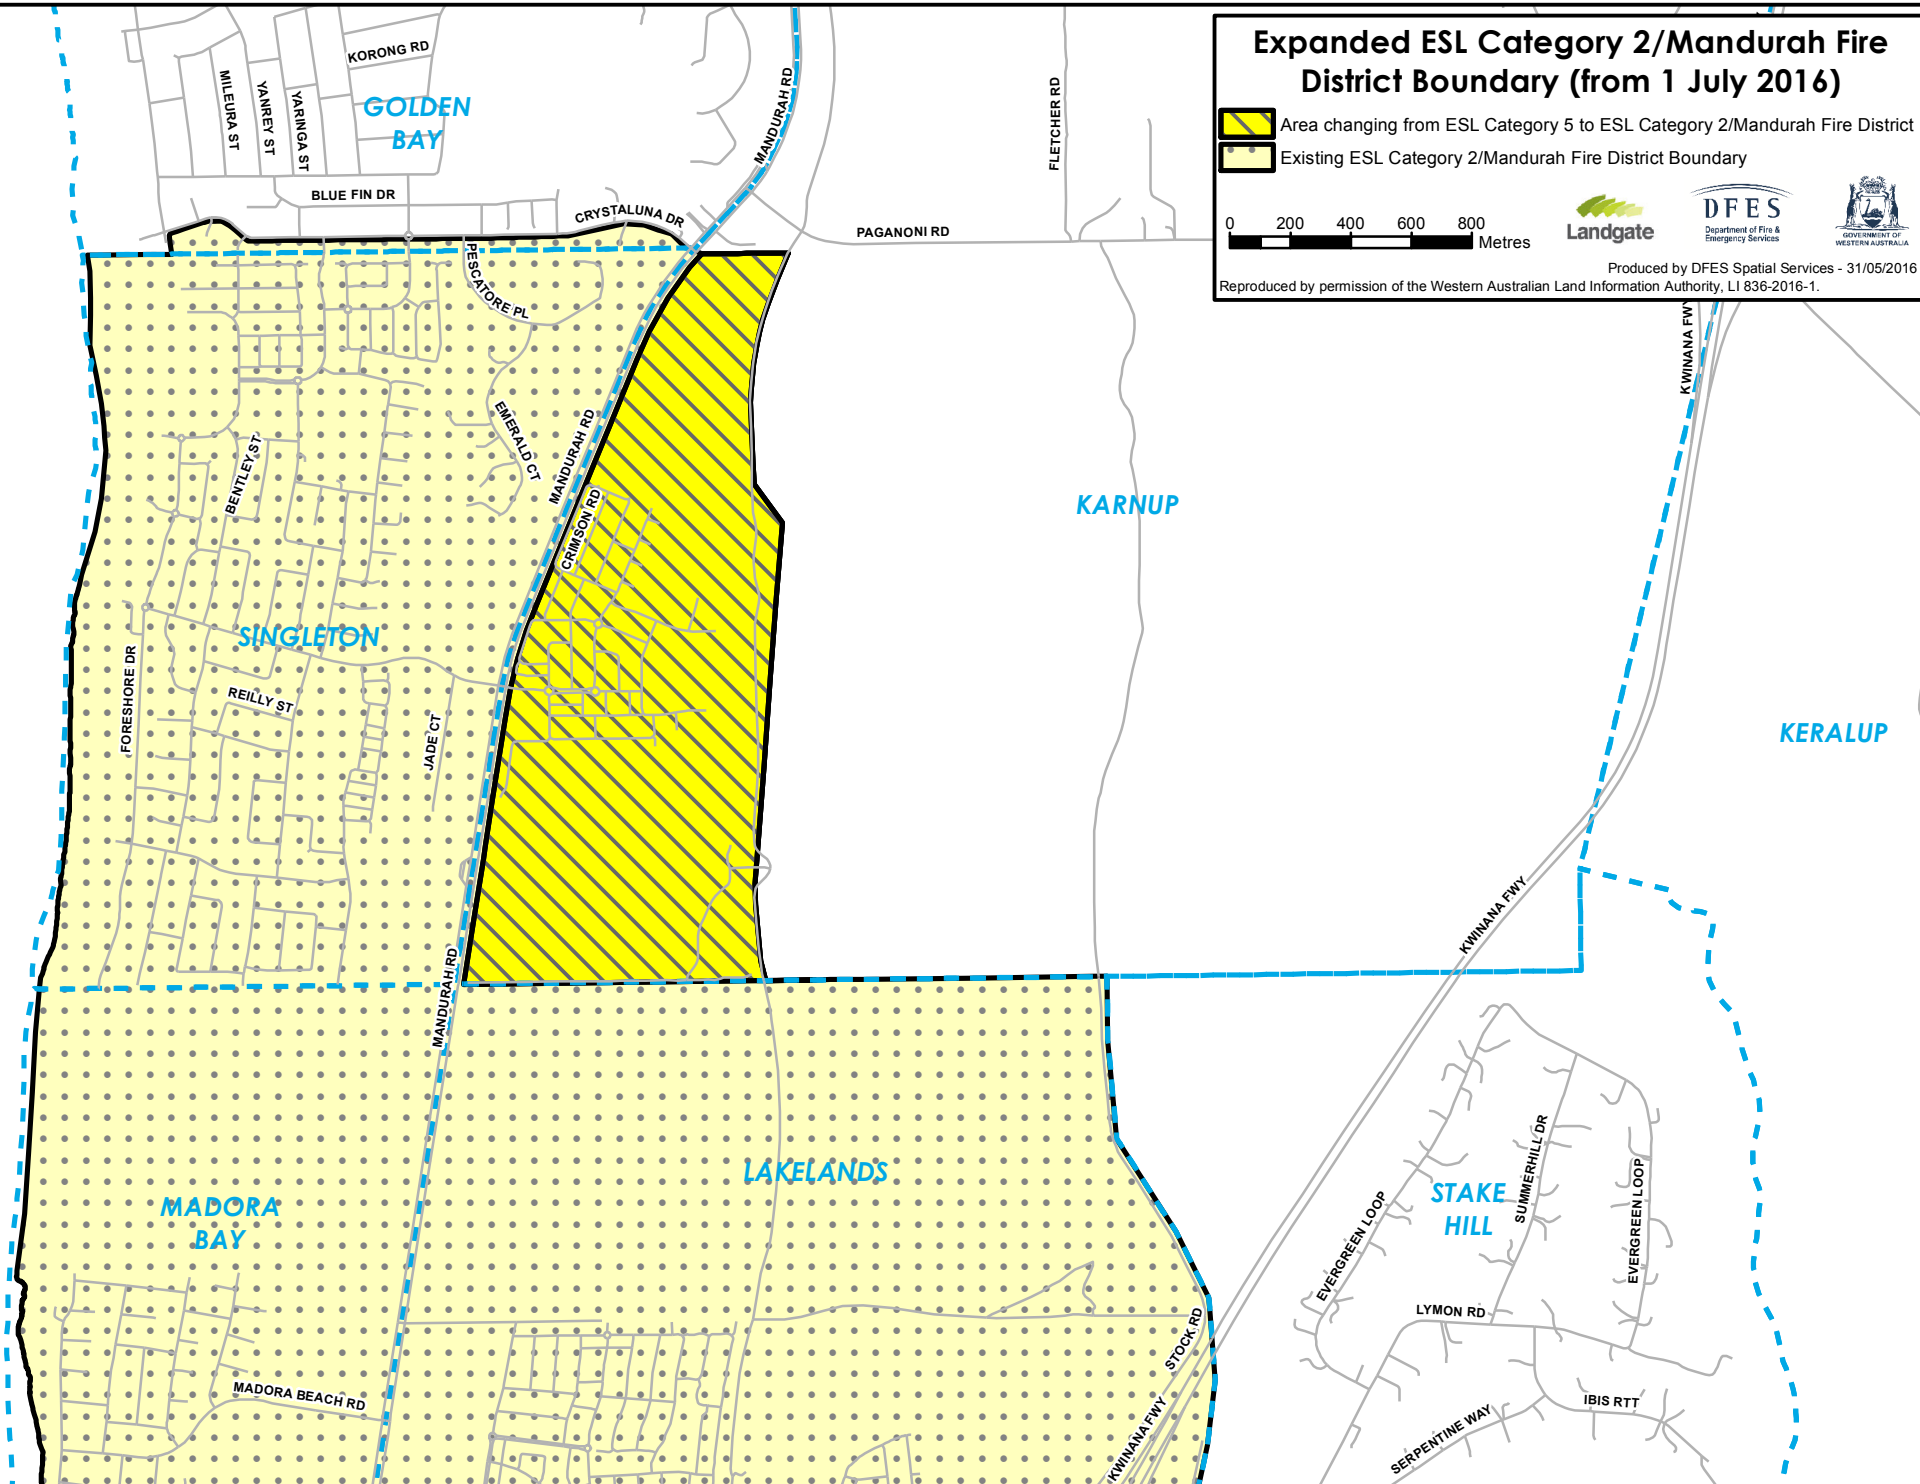 Expanded ESL Category 2/Mandurah Fire
District Boundary (from 1 July 2016)
Area changing from ESL Category 5 to ESL Category 2/Mandurah Fire District
Existing ESL Category 2/Mandurah Fire District Boundary
0 200 400 600 800
Metres
Landgate
DFES
Department of Fire &
Emergency Services
GOVERNMENT OF
WESTERN AUSTRALIA
Produced by DFES Spatial Services - 31/05/2016
Reproduced by permission of the Western Australian Land Information Authority, LI 836-2016-1.
KORONG RD
MILEURA ST
YANREY ST
YARINGA ST
GOLDEN
BAY
MANDURAH RD
FLETCHER RD
BLUE FIN DR
CRYSTALUNA DR
PAGANONI RD
PESCATORE PL
KWINANA FWY
EMERALD CT
MANDURAH RD
BENTLEY ST
CRIMSON RD
KARNUP
SINGLETON
FORESHORE DR
REILLY ST
JADE CT
KERALUP
KWINANA FWY
MANDURAH RD
LAKELANDS
MADORA
BAY
STAKE
HILL
SUMMERHILL DR
EVERGREEN LOOP
EVERGREEN LOOP
LYMON RD
STOCK RD
MADORA BEACH RD
KWINANA FWY
SERPENTINE WAY
IBIS RTT